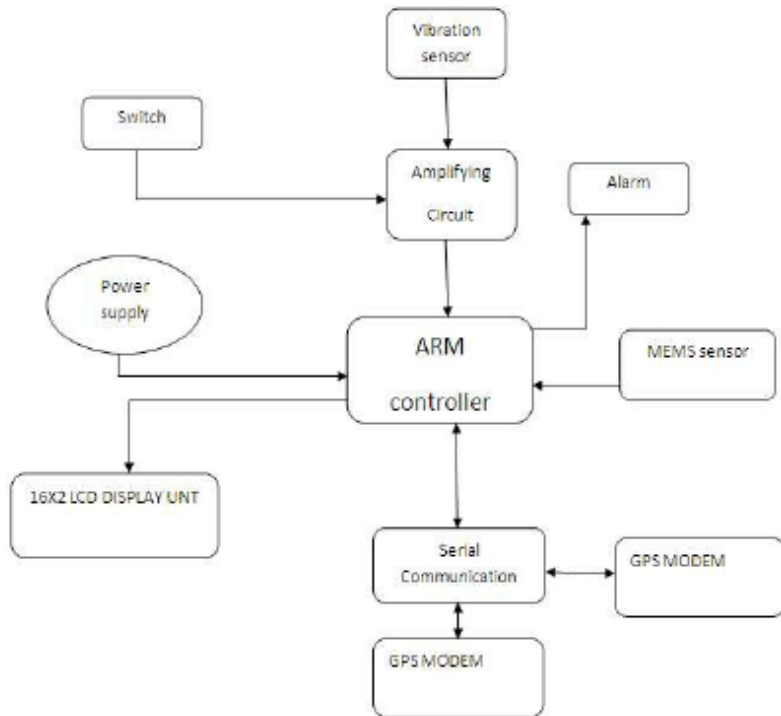 Vibration
sensor
Switch
Amplifying
Circuit
Alarm
Power
supply
ARM
controller
MEMS sensor
16X2 LCD DISPLAY UNT
Serial
Communication
GPS MODEM
GPS MODEM